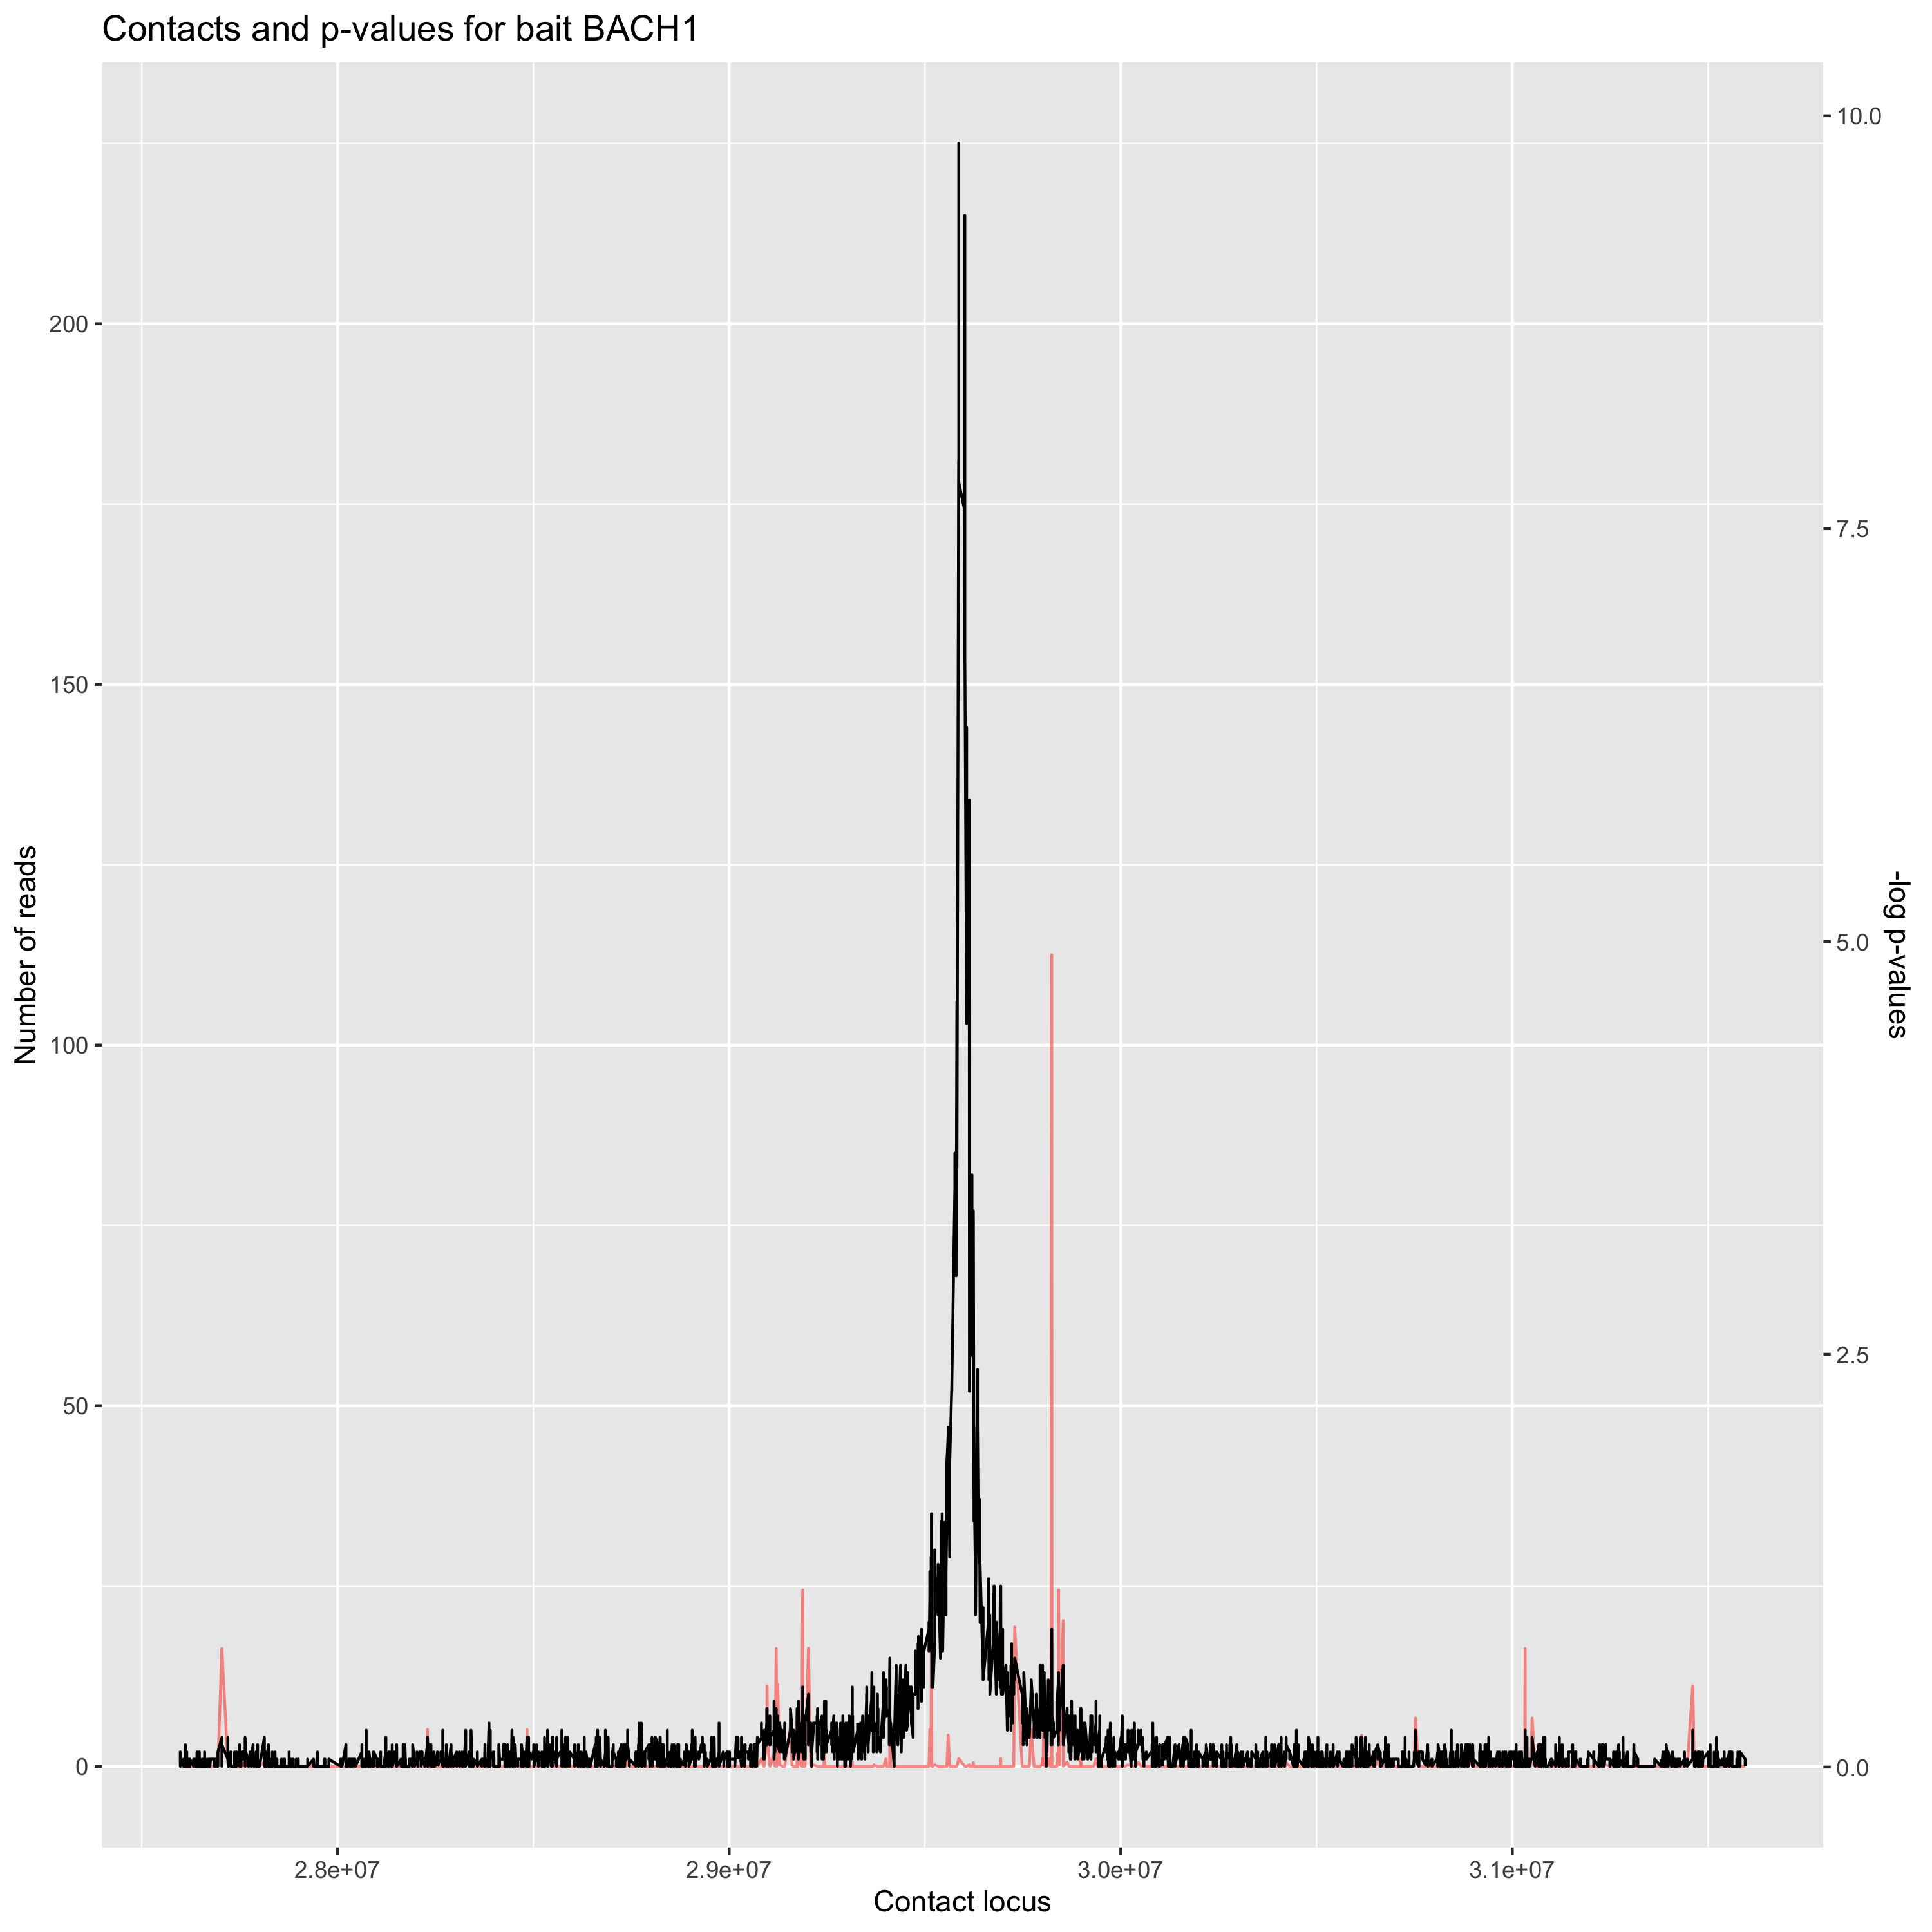 Contacts and p-values for bait BACH1
10.0
200
7.5
150
Number of reads
-log p-values
5.0
100
2.5
50
0
0.0
2.8e+07
2.9e+07
3.0e+07
3.1e+07
Contact locus